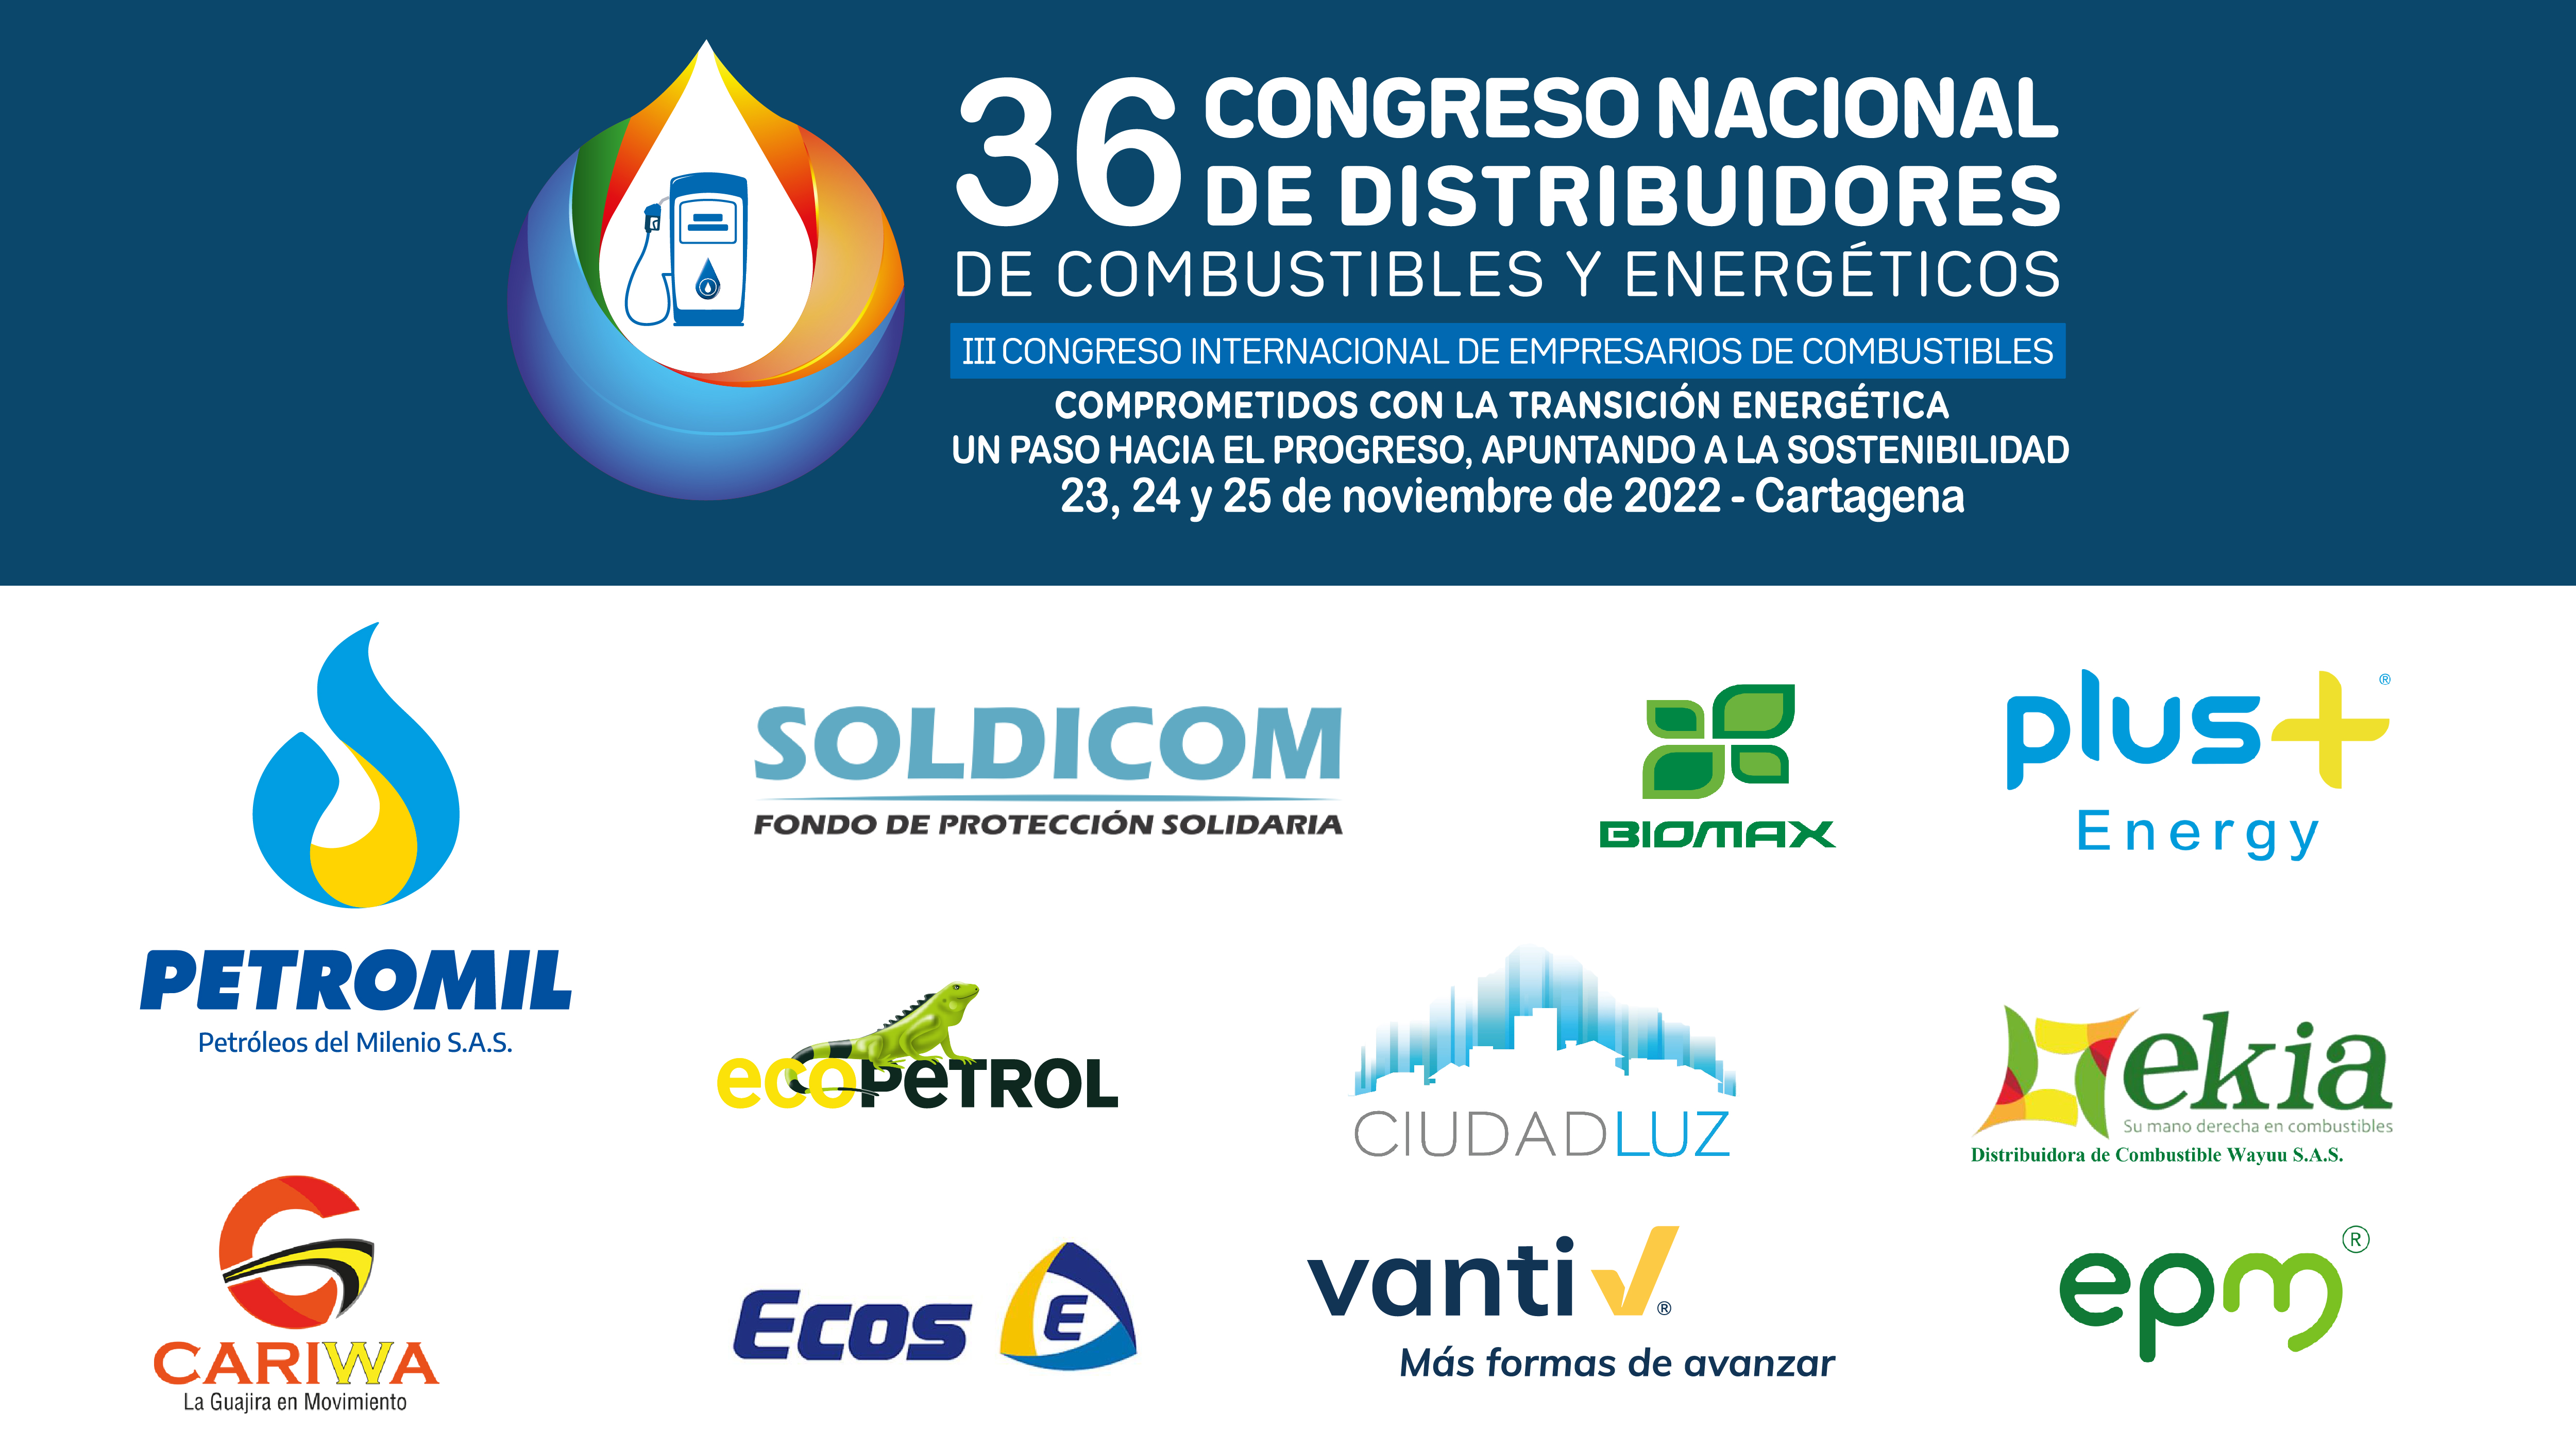 36 CONGRESO NACIONAL
DE DISTRIBUIDORES
DE COMBUSTIBLES Y ENERGÉTICOS
III CONGRESO INTERNACIONAL DE EMPRESARIOS DE COMBUSTIBLES
COMPROMETIDOS CON LA TRANSICIÓN ENERGÉTICA
UN PASO HACIA EL PROGRESO, APUNTANDO A LA SOSTENIBILIDAD
23, 24 y 25 de noviembre de 2022 - Cartagena
PETROMIL
Petróleos del Milenio S.A.S.
SOLDICOM
FONDO DE PROTECCIÓN SOLIDARIA
BIOMAX
plus+ ®
Energy
ecoPeTROL
CIUDADLUZ
ekia
Su mano derecha en combustibles
Distribuidora de Combustible Wayuu S.A.S.
CARIWA
La Guajira en Movimiento
Ecos E
vanti ®
Más formas de avanzar
epm ®